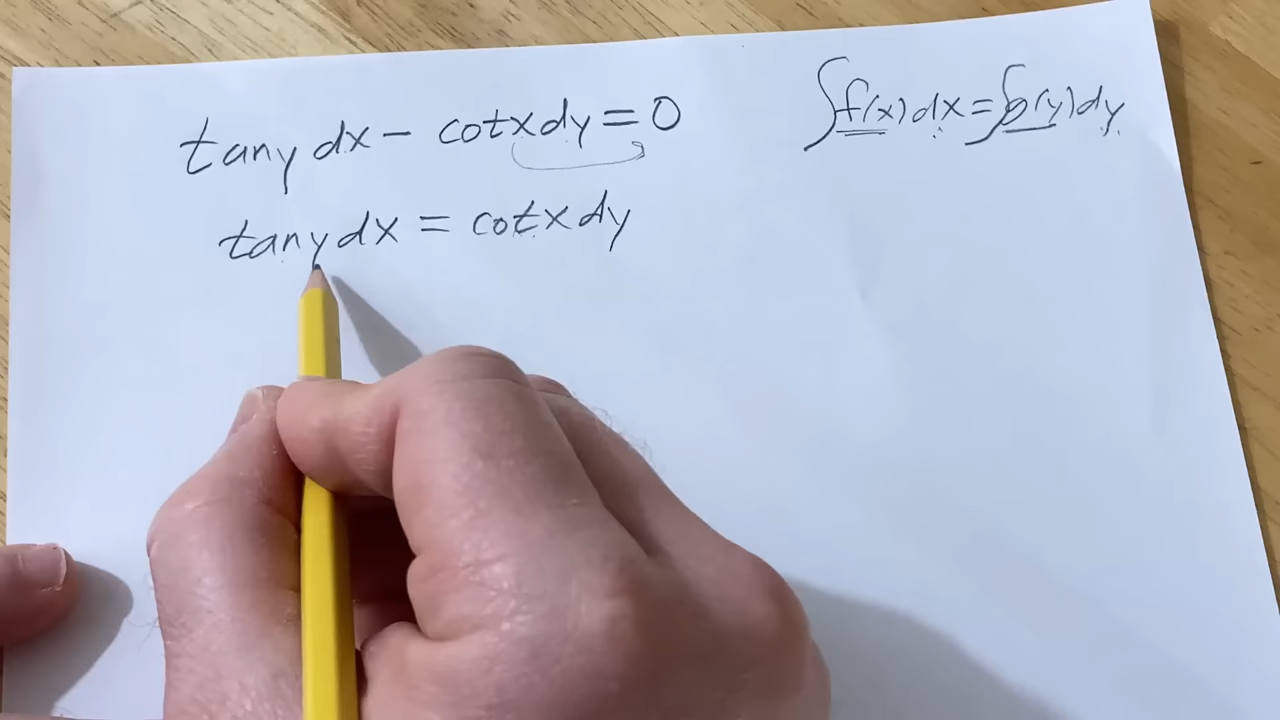 tany dx - cotx dy = 0
∫f(x) dx = ∫g(y) dy
tany dx = cotx dy